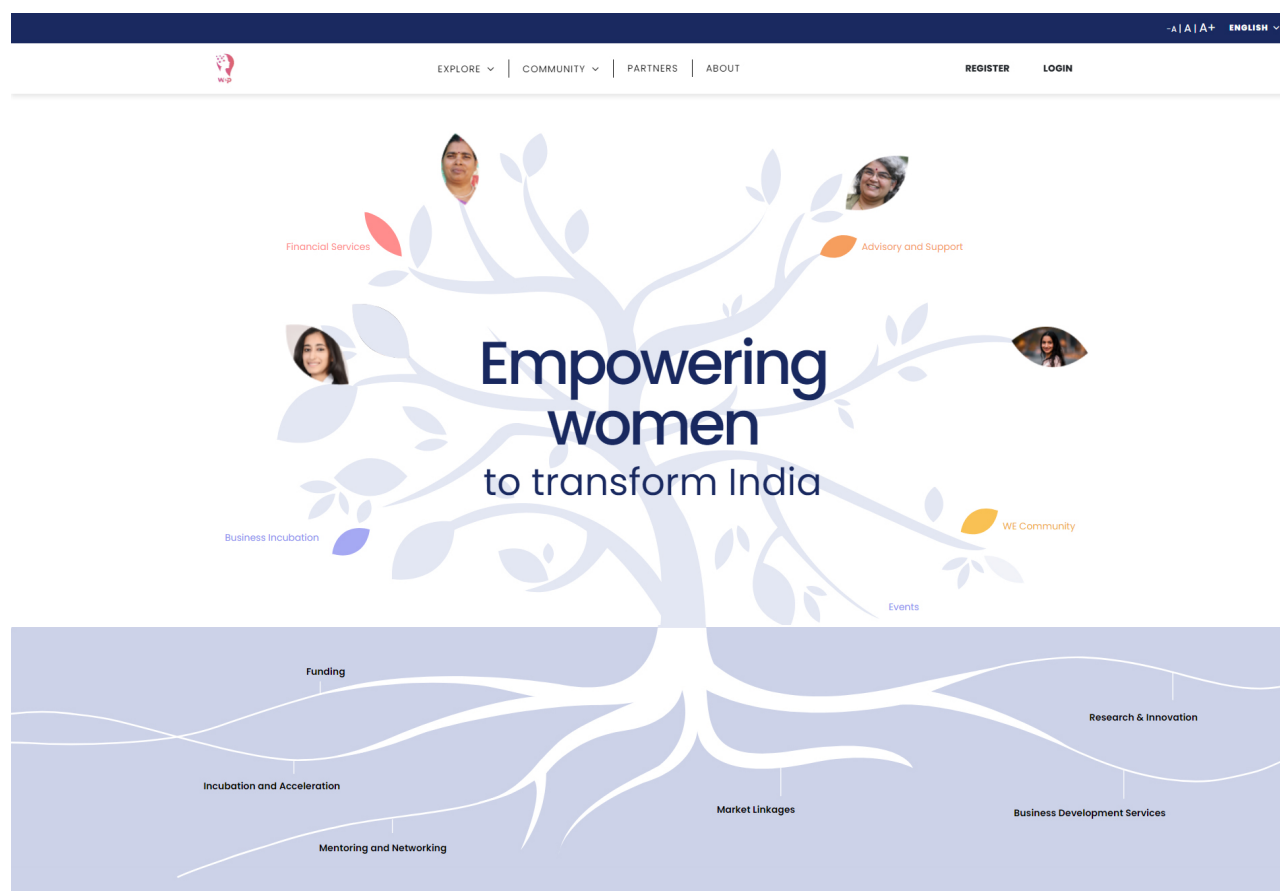 -A | A | A+ ENGLISH
w-p
EXPLORE COMMUNITY PARTNERS ABOUT REGISTER LOGIN
Financial Services
Advisory and Support
Empowering
women
to transform India
Business Incubation
WE Community
Events
Funding
Research & Innovation
Incubation and Acceleration
Market Linkages
Business Development Services
Mentoring and Networking